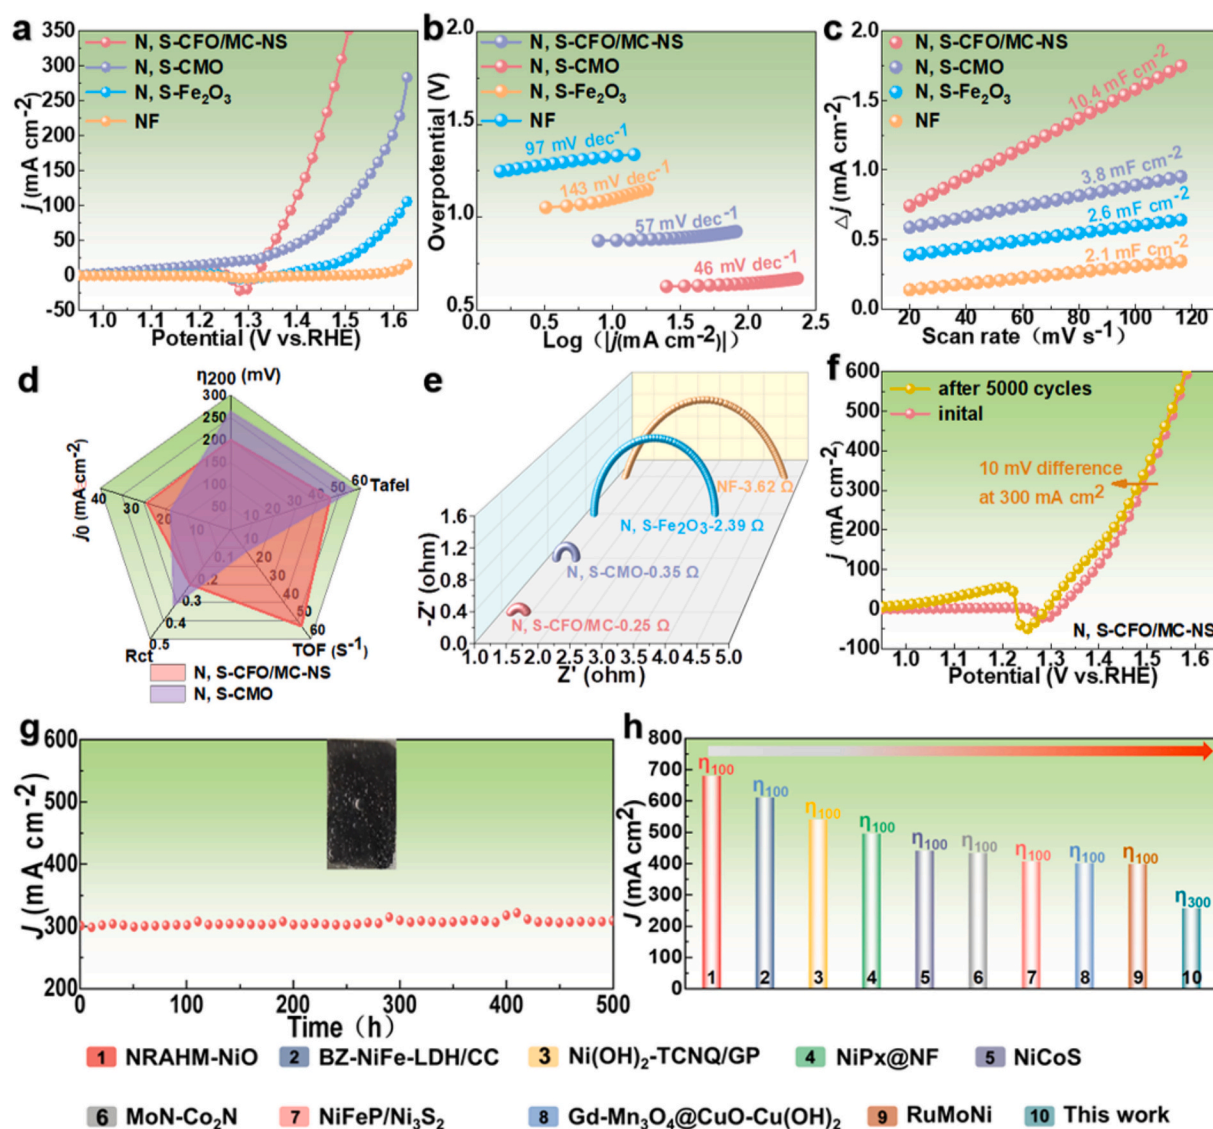 a
350
300
250
200
150
100
50
0
-50
j (mA cm-2)
N, S-CFO/MC-NS
N, S-CMO
N, S-Fe2O3
NF
1.0 1.1 1.2 1.3 1.4 1.5 1.6
Potential (V vs.RHE)
b
2.0
1.5
1.0
0.5
Overpotential (V)
N, S-CFO/MC-NS
N, S-CMO
N, S-Fe2O3
NF
97 mV dec-1
143 mV dec-1
57 mV dec-1
46 mV dec-1
0.0 0.5 1.0 1.5 2.0 2.5
Log（|j(mA cm-2)|）
c
2.0
1.5
1.0
0.5
0.0
△j (mA cm-2)
N, S-CFO/MC-NS
N, S-CMO
N, S-Fe2O3
NF
10.4 mF cm-2
3.8 mF cm-2
2.6 mF cm-2
2.1 mF cm-2
20 40 60 80 100 120
Scan rate（mV s-1）
d
η200 (mV)
300
250
200
150
100
j0 (mA cm-2)
40 30 20 10
10 20 30 40 50 60
Tafel
0.1
0.2
0.3
0.4
0.5
Rct
10
20
30
40
50
60
TOF (S-1)
N, S-CFO/MC-NS
N, S-CMO
e
1.6
1.2
0.8
0.4
0.0
-Z' (ohm)
NF-3.62 Ω
N, S-Fe2O3-2.39 Ω
N, S-CMO-0.35 Ω
N, S-CFO/MC-0.25 Ω
1.0 1.5 2.0 2.5 3.0 3.5 4.0 4.5 5.0
Z' (ohm)
f
600
500
400
300
200
100
0
-100
j (mA cm-2)
after 5000 cycles
inital
10 mV difference
at 300 mA cm2
N, S-CFO/MC-NS
1.0 1.1 1.2 1.3 1.4 1.5 1.6
Potential (V vs.RHE)
g
600
500
400
300
200
J (mA cm-2)
0 100 200 300 400 500
Time（h）
h
800
700
600
500
400
300
200
100
0
J (mA cm2)
η100 η100 η100 η100 η100 η100 η100 η100 η100 η300
1 2 3 4 5 6 7 8 9 10
1 NRAHM-NiO 2 BZ-NiFe-LDH/CC 3 Ni(OH)2-TCNQ/GP 4 NiPx@NF 5 NiCoS
6 MoN-Co2N 7 NiFeP/Ni3S2 8 Gd-Mn3O4@CuO-Cu(OH)2 9 RuMoNi 10 This work